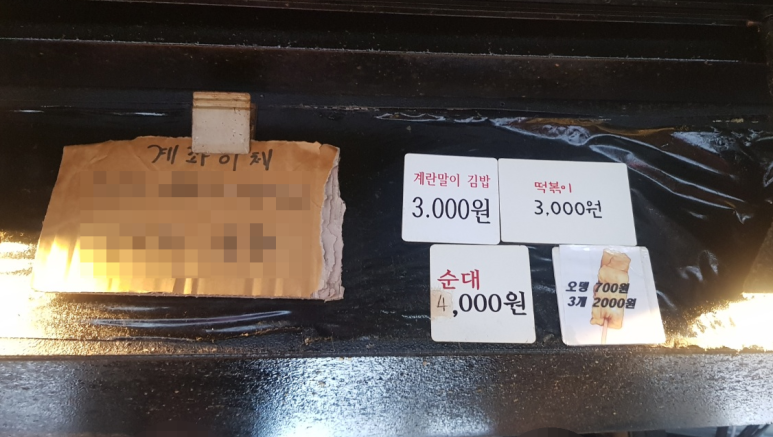 계좌이체
계란말이 김밥
3.000원
떡볶이
3,000원
순대
4,000원
오뎅 700원
3개 2000원